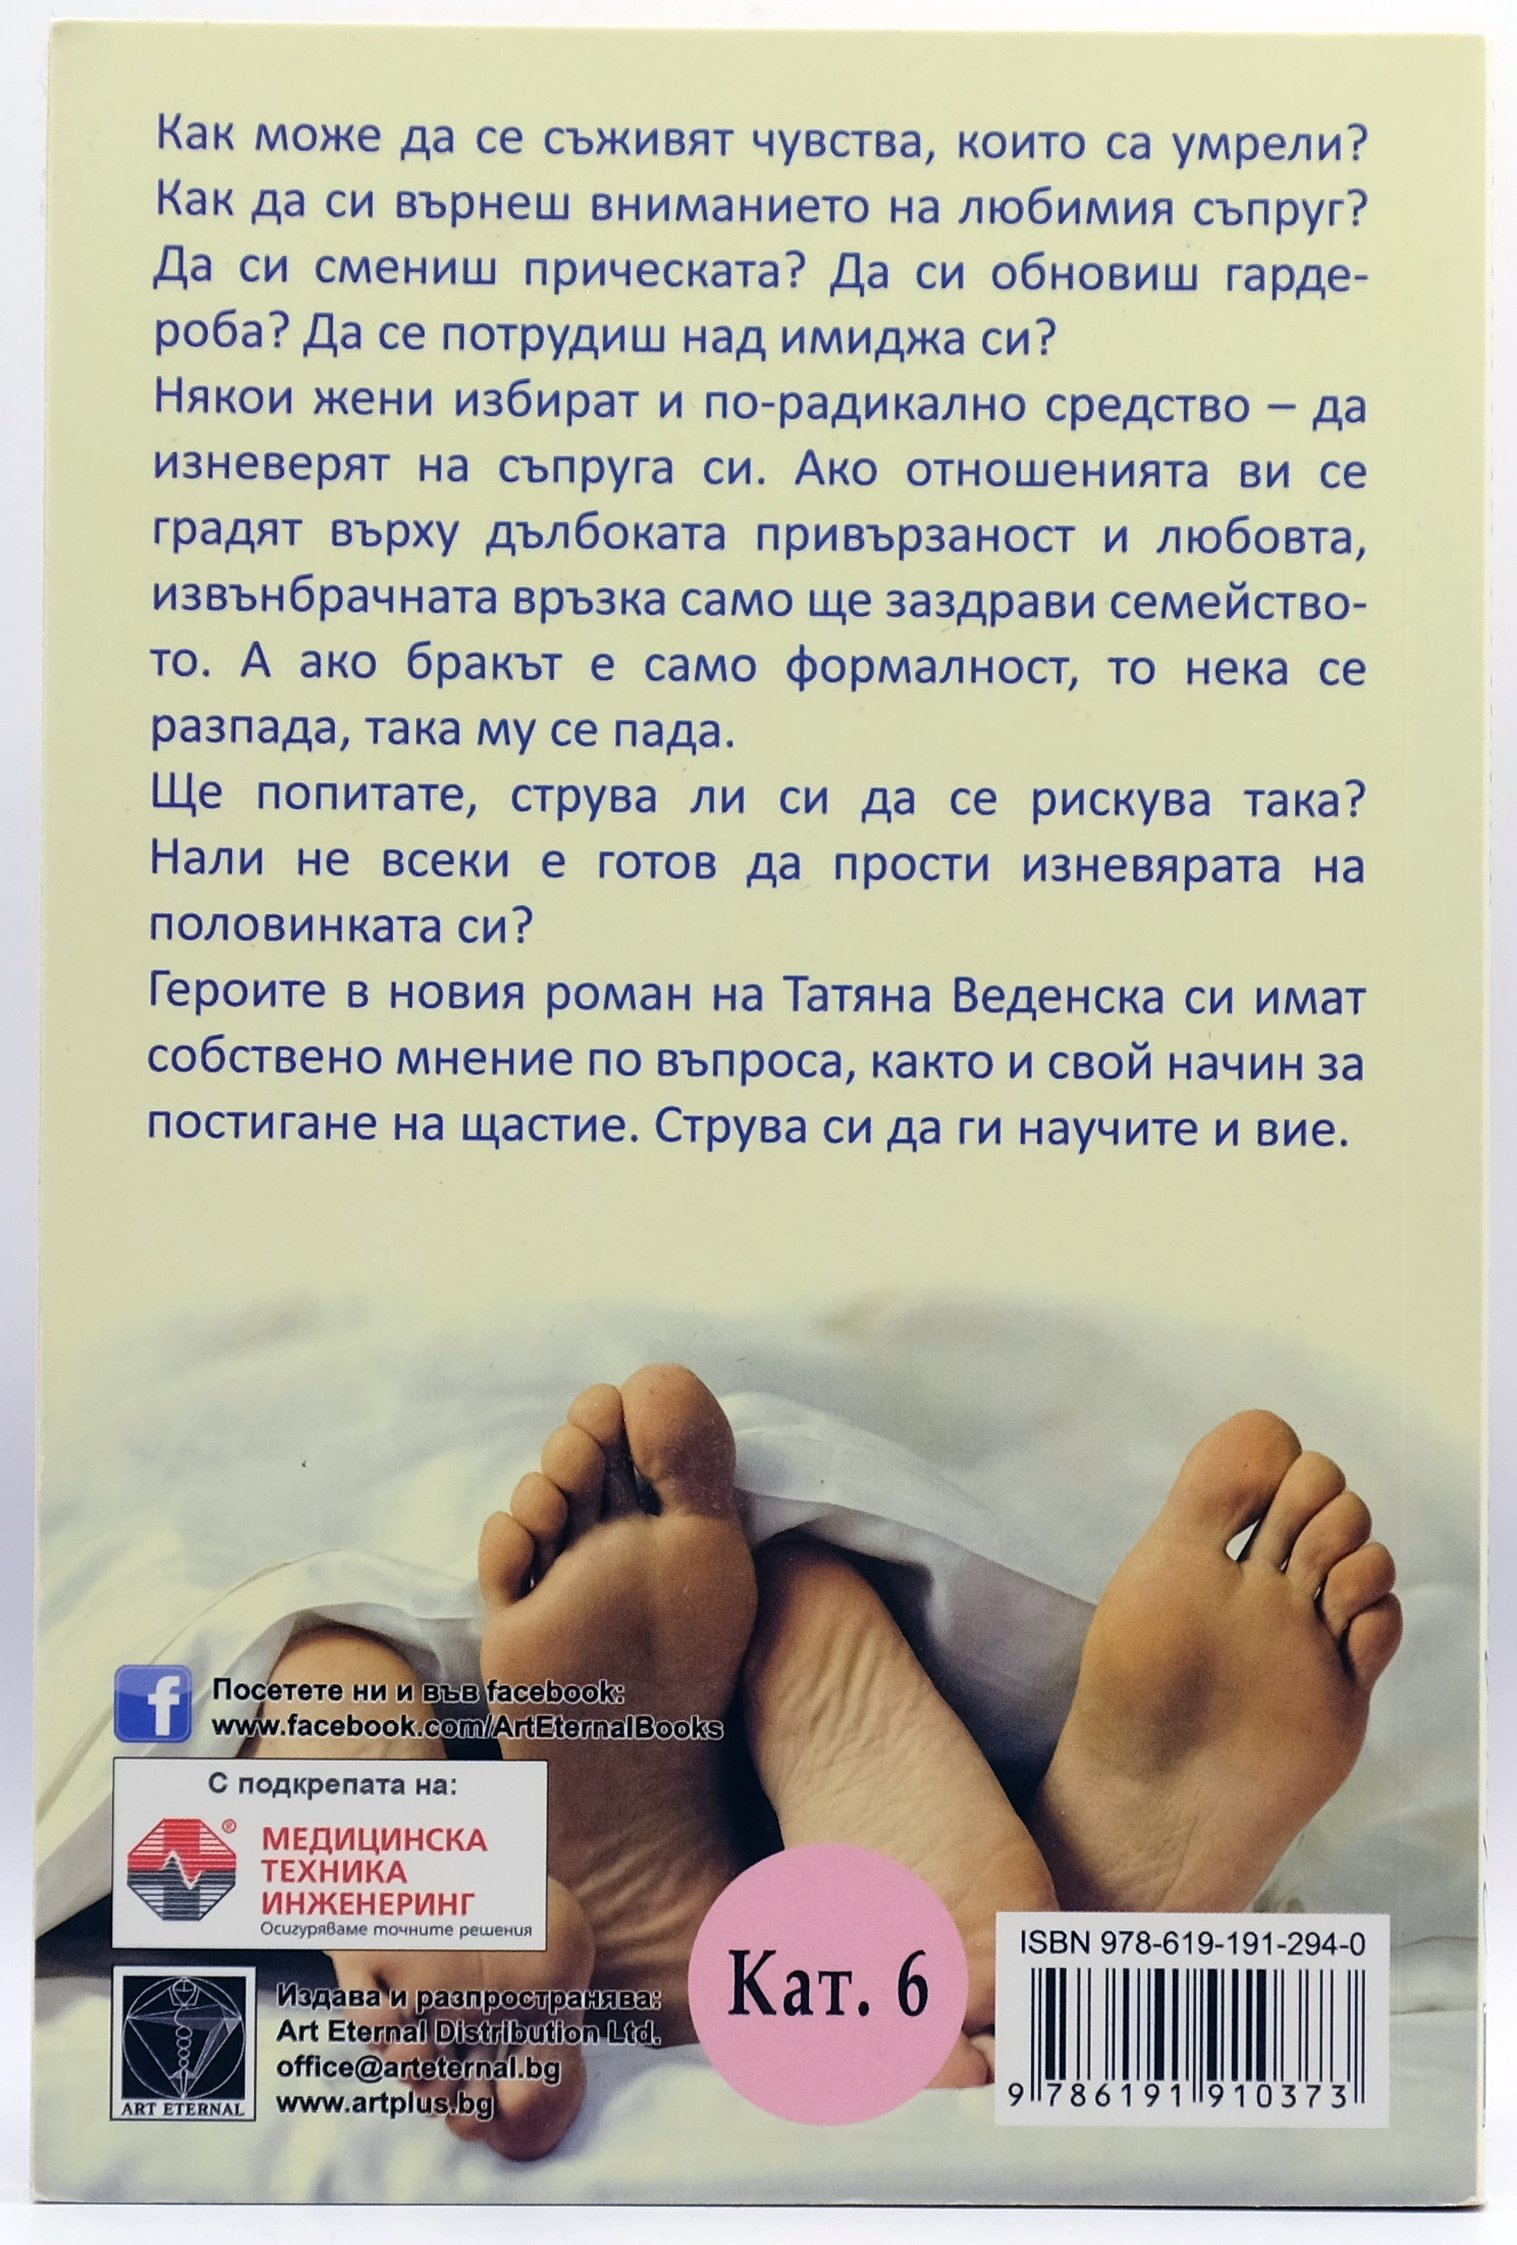 Как може да се съживят чувства, които са умрели?
Как да си върнеш вниманието на любимия съпруг?
Да си смениш прическата? Да си обновиш гарде-
роба? Да се потрудиш над имиджа си?
Някои жени избират и по-радикално средство – да
изневерят на съпруга си. Ако отношенията ви се
градят върху дълбоката привързаност и любовта,
извънбрачната връзка само ще заздрави семейство-
то. А ако бракът е само формалност, то нека се
разпада, така му се пада.
Ще попитате, струва ли си да се рискува така?
Нали не всеки е готов да прости изневярата на
половинката си?
Героите в новия роман на Татяна Веденска си имат
собствено мнение по въпроса, както и свой начин за
постигане на щастие. Струва си да ги научите и вие.
f
Посетете ни и във facebook:
www.facebook.com/ArtEternalBooks
С подкрепата на:
®
МЕДИЦИНСКА
ТЕХНИКА
ИНЖЕНЕРИНГ
Осигуряваме точните решения
ART ETERNAL
Издава и разпространява:
Art Eternal Distribution Ltd.
office@arteternal.bg
www.artplus.bg
Кат. 6
ISBN 978-619-191-294-0
9 786191 910373